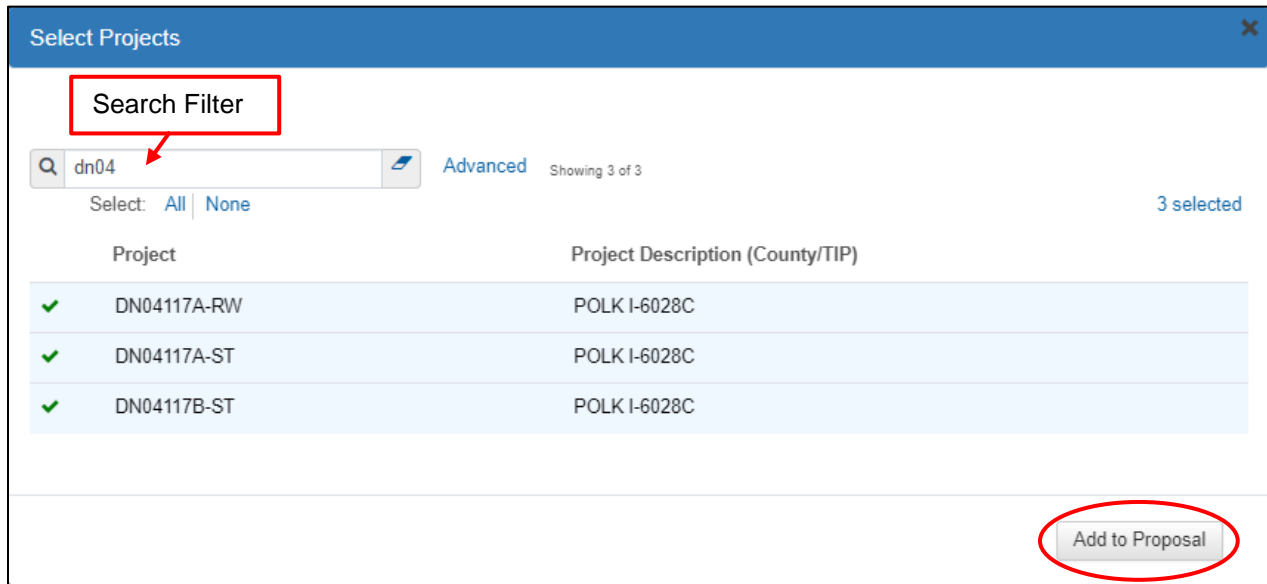 Select Projects
Search Filter
dn04 Advanced Showing 3 of 3
Select: All None 3 selected
Project Project Description (County/TIP)
DN04117A-RW POLK I-6028C
DN04117A-ST POLK I-6028C
DN04117B-ST POLK I-6028C
Add to Proposal